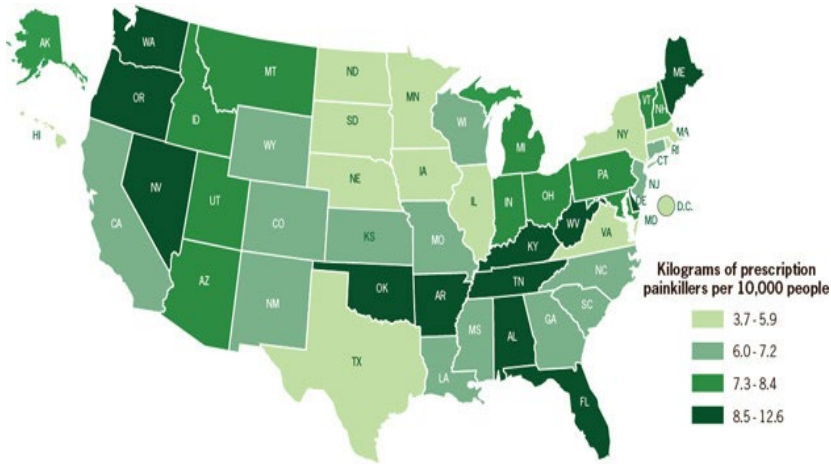 WA
AK
MT
ND
ME
OR
MN
VT
NH
ID
SD
WI
NY
MA
HI
WY
MI
RI
CT
IA
PA
NE
NJ
NV
OH
IL
IN
DE
D.C.
UT
CO
WV
MD
CA
VA
KS
MO
KY
NC
Kilograms of prescription
painkillers per 10,000 people
TN
AZ
OK
NM
AR
SC
3.7 - 5.9
MS
AL
GA
6.0 - 7.2
TX
LA
7.3 - 8.4
FL
8.5 - 12.6